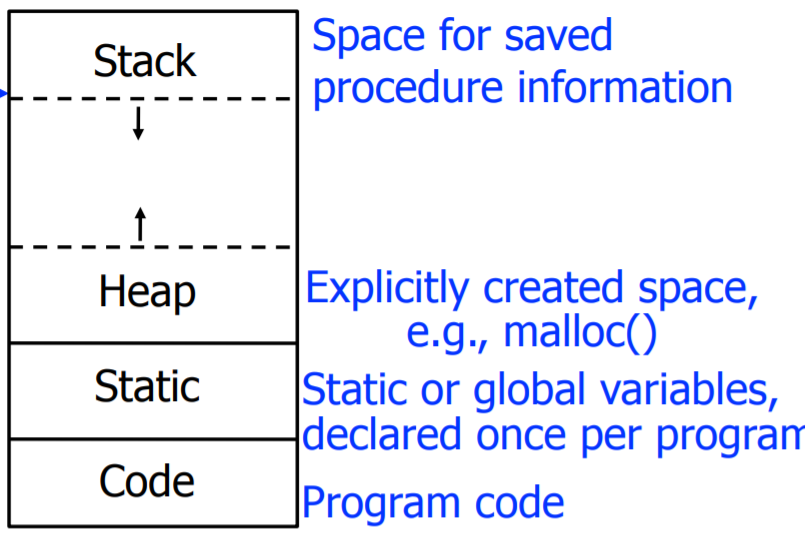 Stack
Space for saved
procedure information
Heap
Explicitly created space,
e.g., malloc()
Static
Static or global variables,
declared once per program
Code
Program code